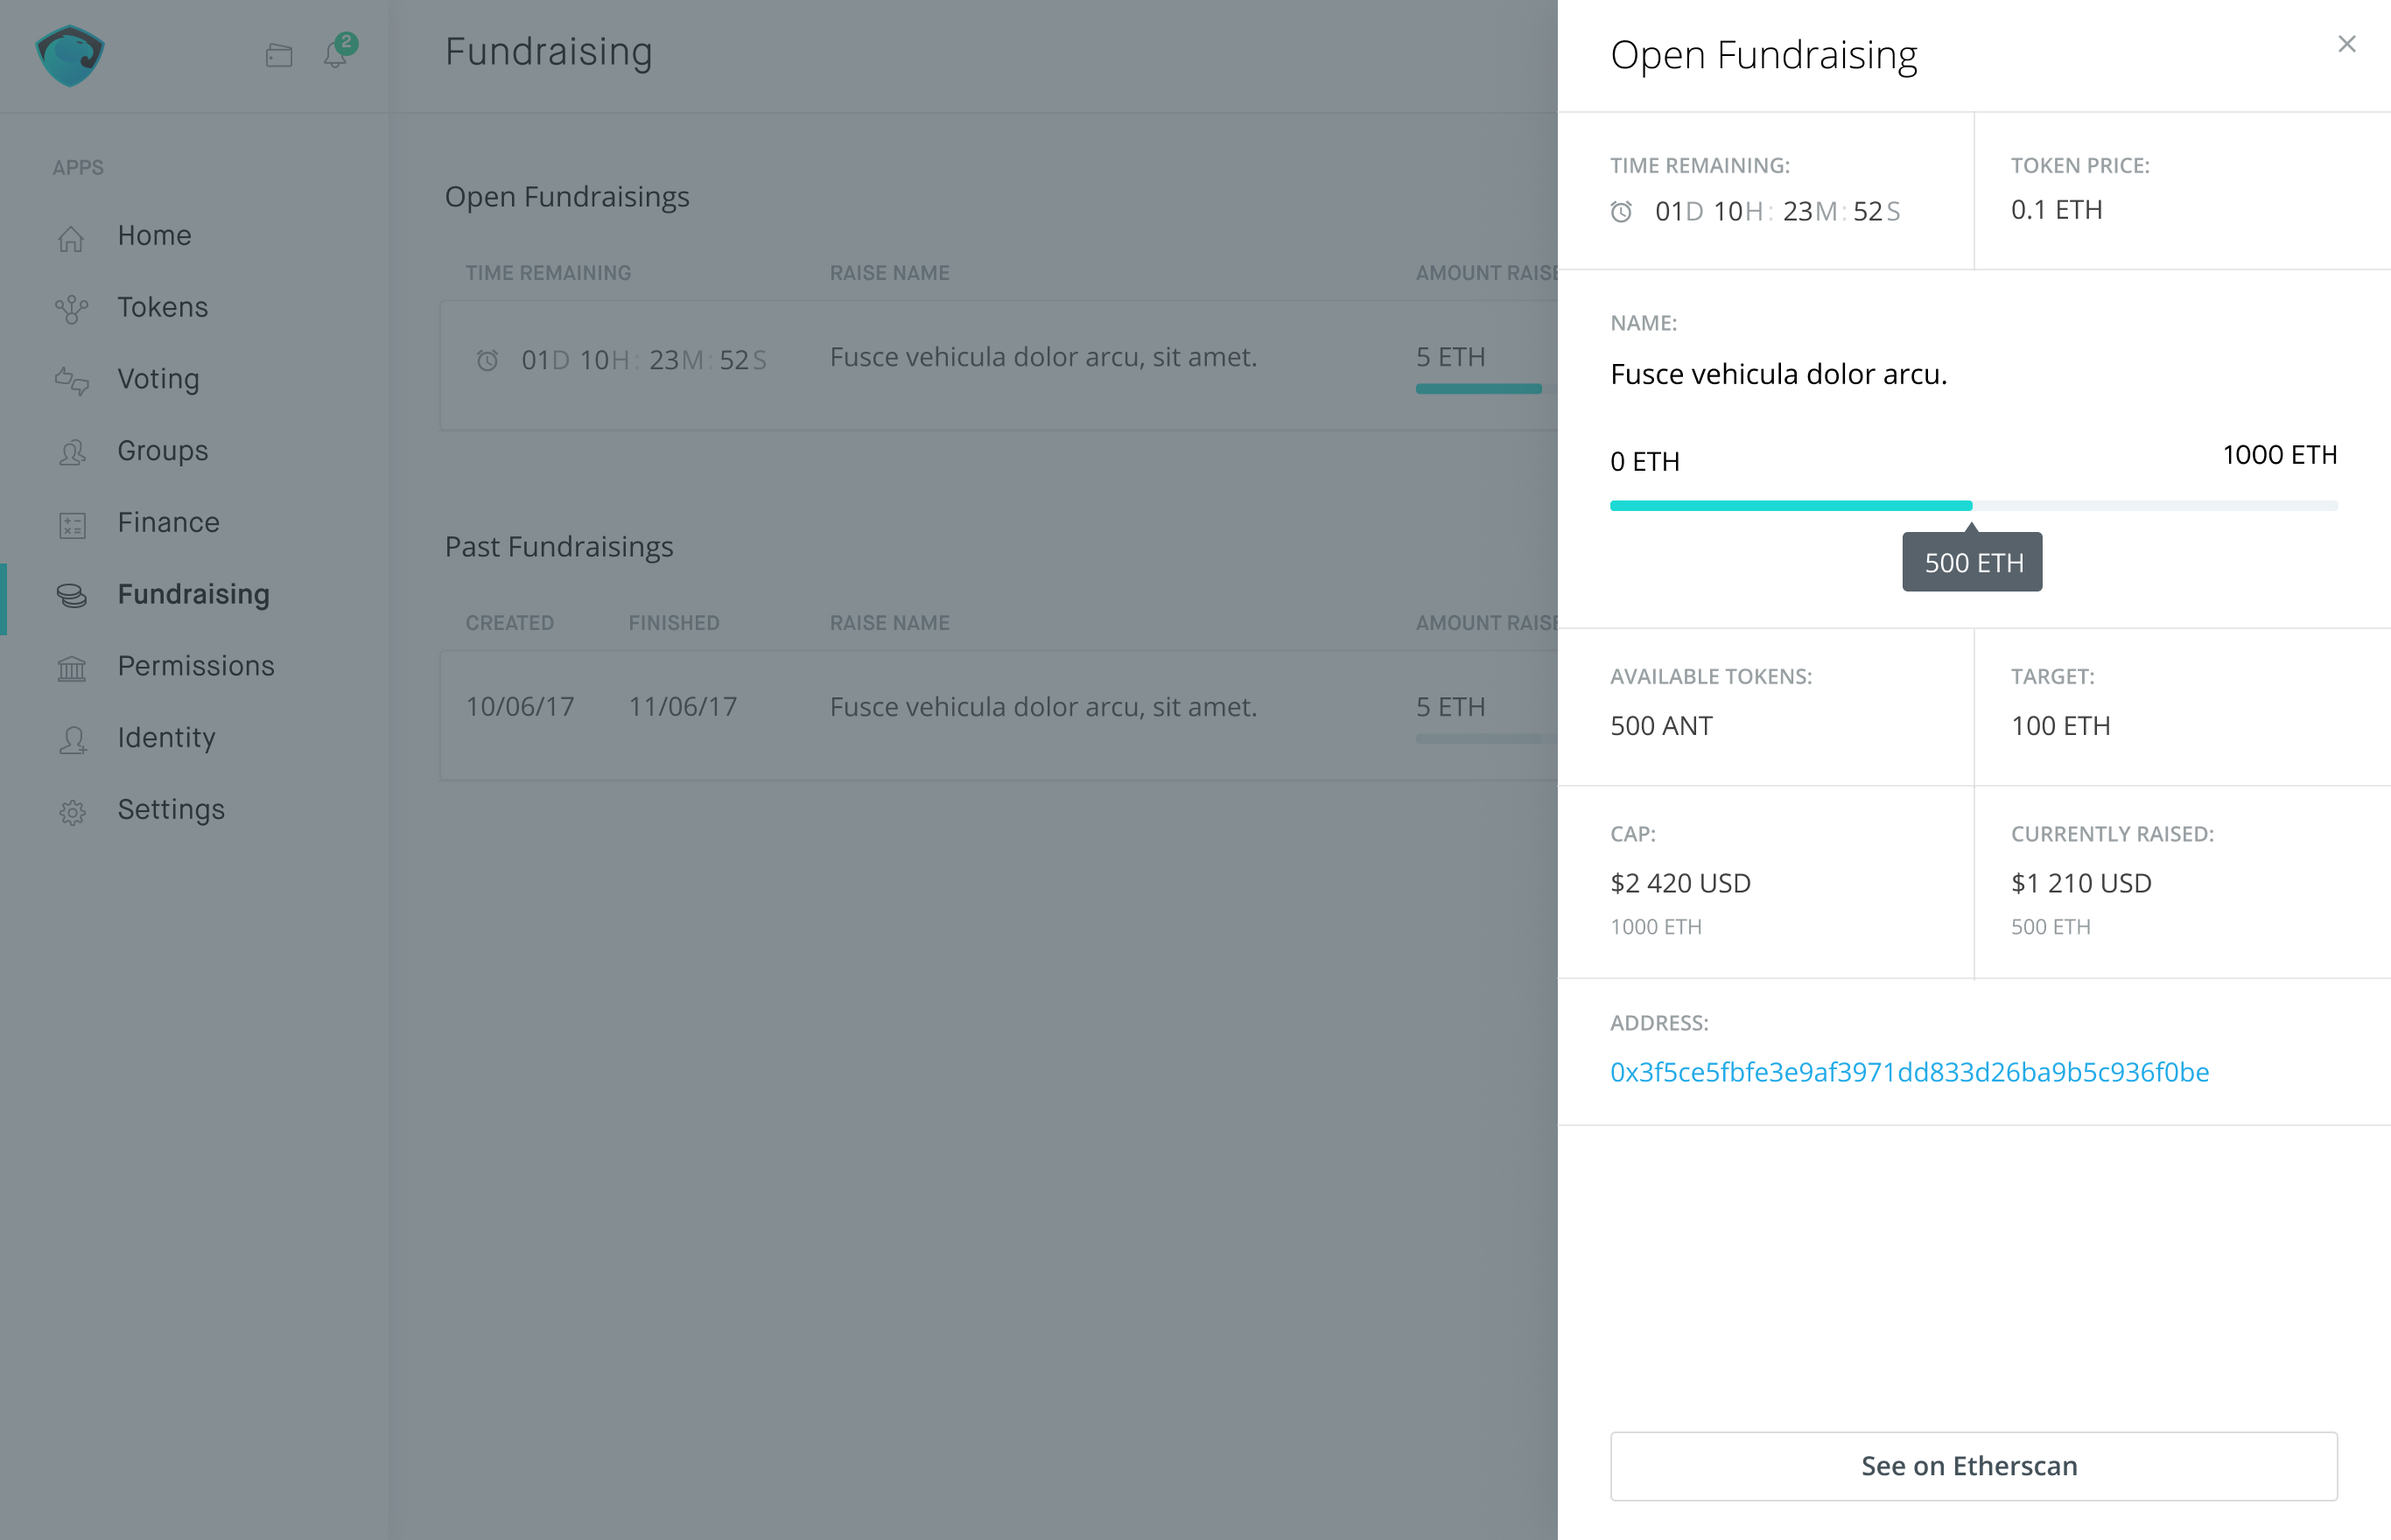 2
Fundraising
APPS
Home
Tokens
Voting
Groups
Finance
Fundraising
Permissions
Identity
Settings
Open Fundraisings
TIME REMAINING RAISE NAME AMOUNT RAISE
01D 10H : 23M : 52S Fusce vehicula dolor arcu, sit amet. 5 ETH
Past Fundraisings
CREATED FINISHED RAISE NAME AMOUNT RAISE
10/06/17 11/06/17 Fusce vehicula dolor arcu, sit amet. 5 ETH
Open Fundraising
TIME REMAINING: TOKEN PRICE:
01D 10H : 23M : 52S 0.1 ETH
NAME:
Fusce vehicula dolor arcu.
0 ETH 1000 ETH
500 ETH
AVAILABLE TOKENS: TARGET:
500 ANT 100 ETH
CAP: CURRENTLY RAISED:
$2 420 USD $1 210 USD
1000 ETH 500 ETH
ADDRESS:
0x3f5ce5fbfe3e9af3971dd833d26ba9b5c936f0be
See on Etherscan